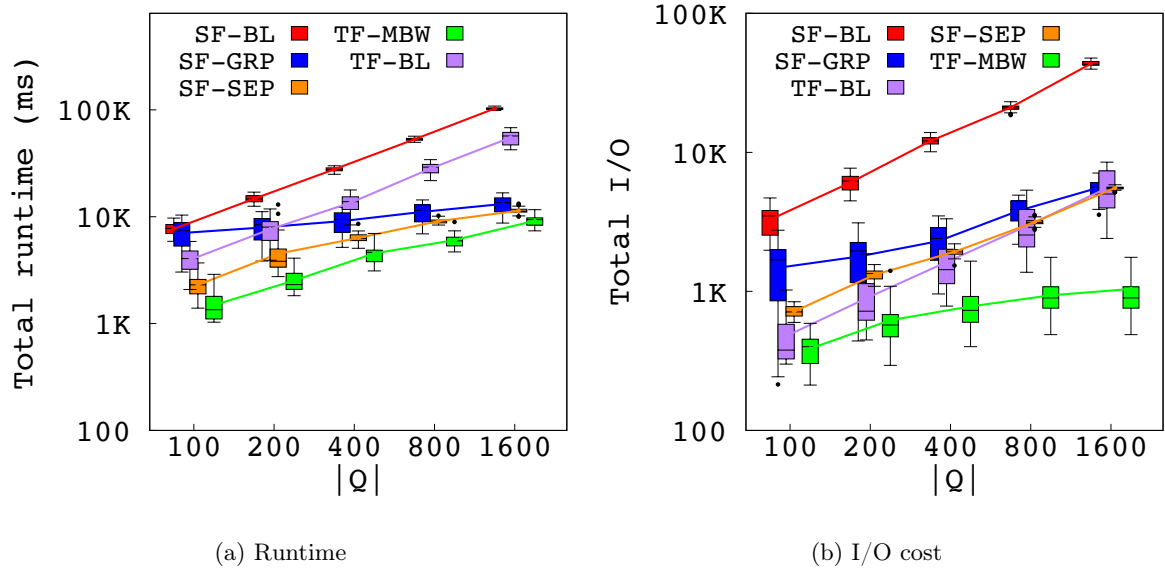 SF-BL
TF-MBW
SF-GRP
TF-BL
SF-SEP
Total runtime (ms)
100K
10K
1K
100
100 200 400 800 1600
|Q|
(a) Runtime
SF-BL
SF-SEP
SF-GRP
TF-MBW
TF-BL
Total I/O
100K
10K
1K
100
100 200 400 800 1600
|Q|
(b) I/O cost